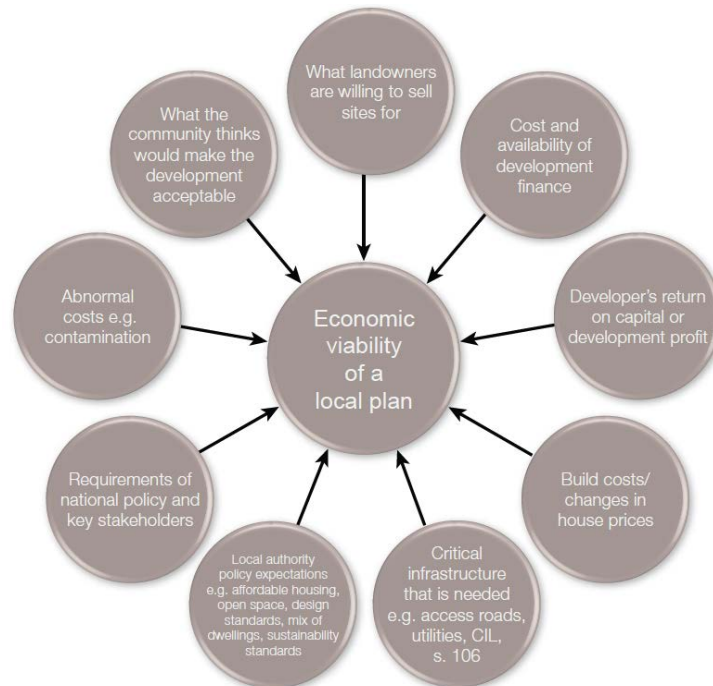 What landowners
are willing to sell
sites for
Cost and
availability of
development
finance
Developer's return
on capital or
development profit
Build costs/
changes in
house prices
Critical
infrastructure
that is needed
e.g. access roads,
utilities, CIL,
s. 106
Local authority
policy expectations
e.g. affordable housing,
open space, design
standards, mix of
dwellings, sustainability
standards
Requirements of
national policy and
key stakeholders
Abnormal
costs e.g.
contamination
What the
community thinks
would make the
development
acceptable
Economic
viability
of a
local plan